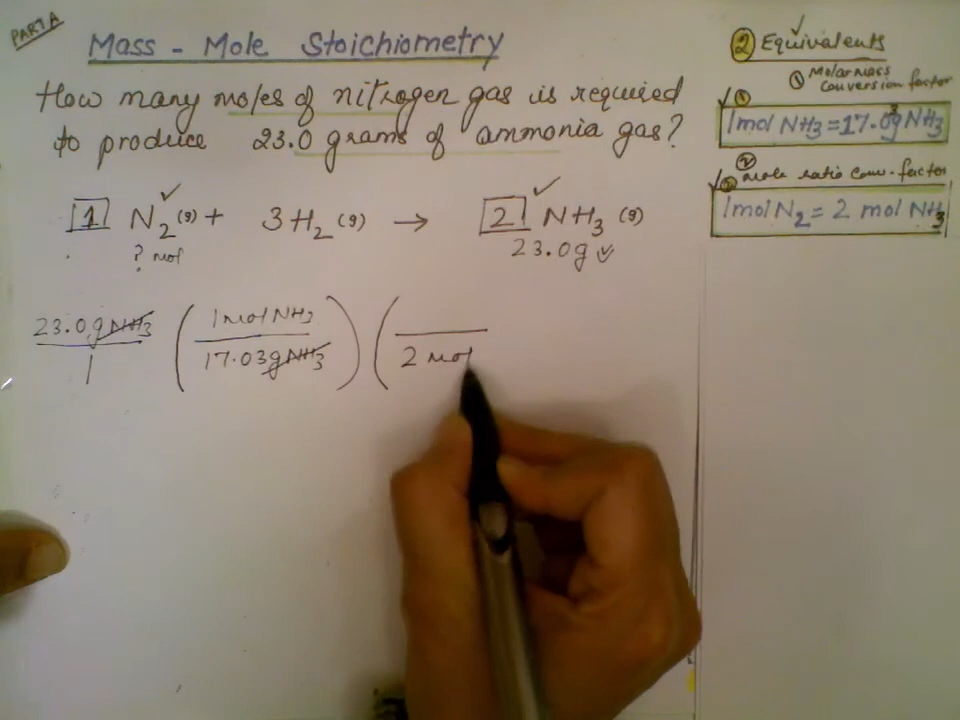 PART A
Mass - Mole Stoichiometry
How many moles of nitrogen gas is required
to produce 23.0 grams of ammonia gas?
1 N2 (g) + 3H2 (g) → 2 NH3 (g)
? mol
23.0g
23.0g NH3
1
( 1 mol NH3
17.03g NH3 )
(
2 mol
2 Equivalents
① Molar mass
conversion factor
①
1mol NH3 = 17.03g NH3
② mole ratio conv. factor
②
1mol N2 = 2 mol NH3